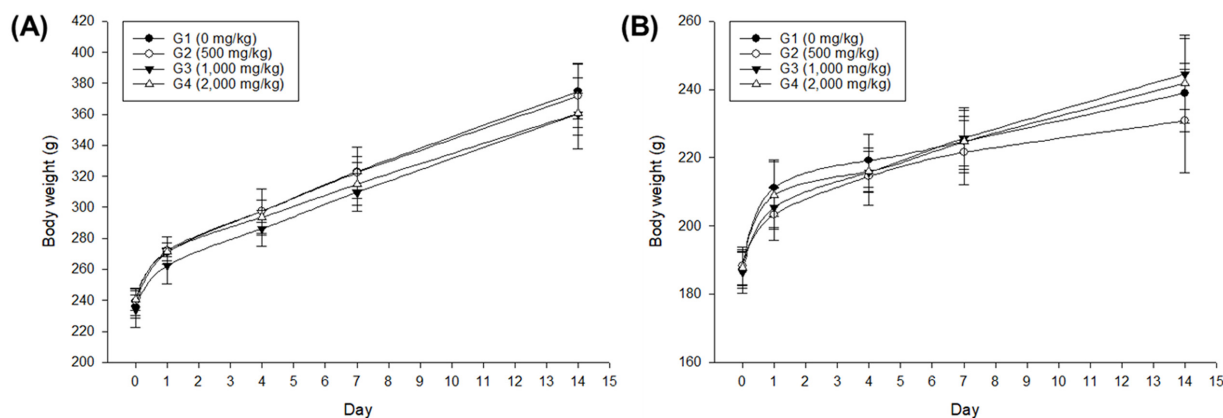 (A)
G1 (0 mg/kg)
G2 (500 mg/kg)
G3 (1,000 mg/kg)
G4 (2,000 mg/kg)
Body weight (g)
420
400
380
360
340
320
300
280
260
240
220
200
0 1 2 3 4 5 6 7 8 9 10 11 12 13 14 15
Day
(B)
G1 (0 mg/kg)
G2 (500 mg/kg)
G3 (1,000 mg/kg)
G4 (2,000 mg/kg)
Body weight (g)
260
240
220
200
180
160
0 1 2 3 4 5 6 7 8 9 10 11 12 13 14 15
Day